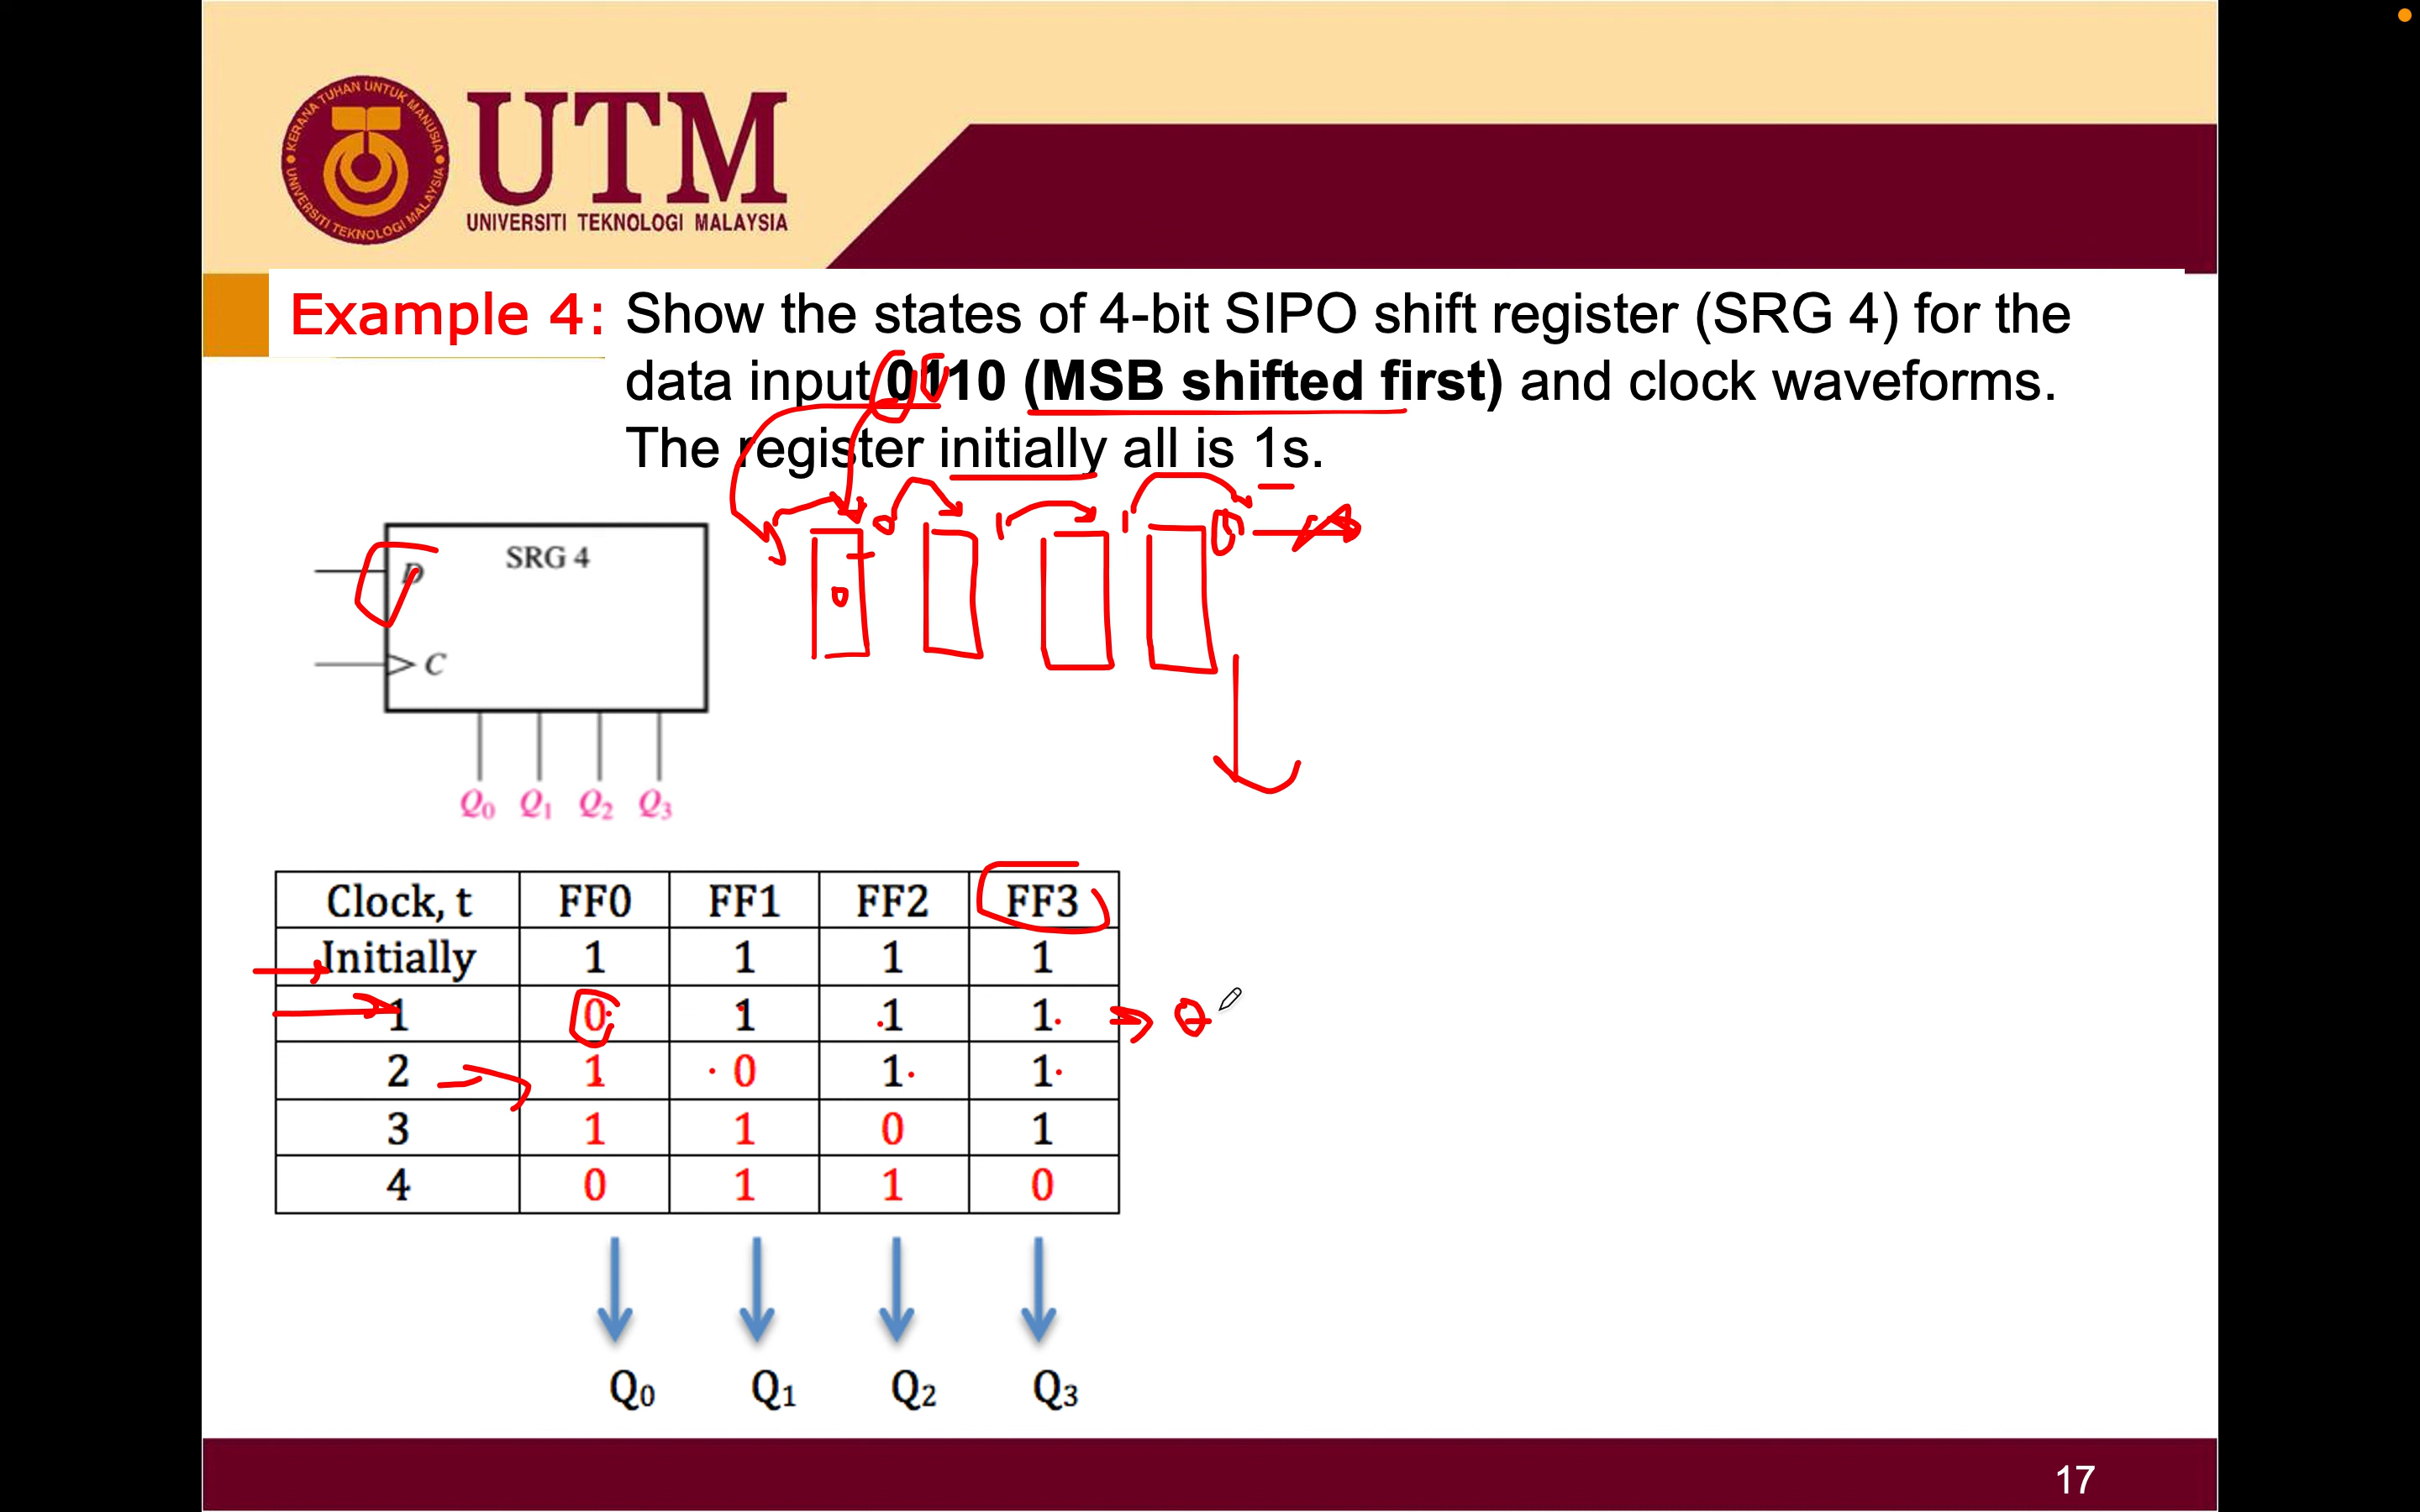 KERANA TUHAN UNTUK MANUSIA
UNIVERSITI TEKNOLOGI MALAYSIA
UTM
UNIVERSITI TEKNOLOGI MALAYSIA
Example 4: Show the states of 4-bit SIPO shift register (SRG 4) for the
data input 0110 (MSB shifted first) and clock waveforms.
The register initially all is 1s.
SRG 4
D
C
Q0 Q1 Q2 Q3
Clock, t FF0 FF1 FF2 FF3
Initially 1 1 1 1
1 0 1 1 1
2 1 0 1 1
3 1 1 0 1
4 0 1 1 0
Q0 Q1 Q2 Q3
17